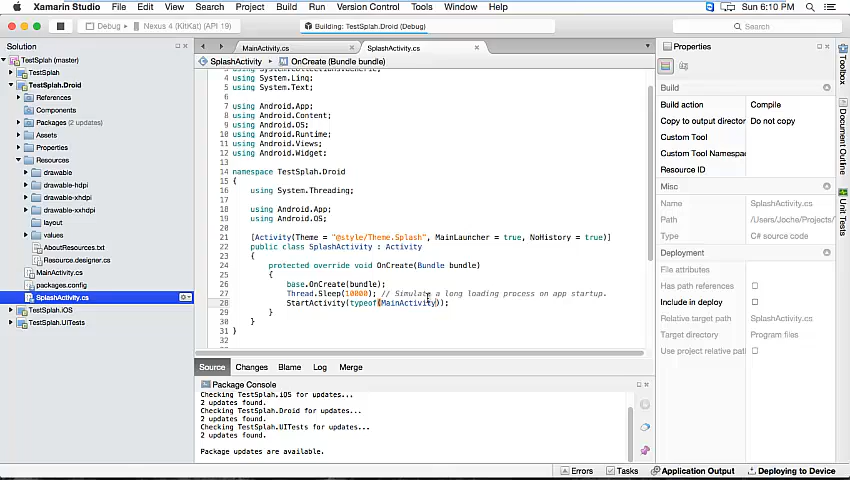 Xamarin Studio File Edit View Search Project Build Run Version Control Tools Window Help Sun 6:10 PM
Debug Nexus 4 (KitKat) (API 19) Building: TestSplah.Droid (Debug) Search
Solution
TestSplah (master)
TestSplah
TestSplah.Droid
References
Components
Packages (2 updates)
Assets
Properties
Resources
drawable
drawable-hdpi
drawable-xhdpi
drawable-xxhdpi
layout
values
AboutResources.txt
Resource.designer.cs
MainActivity.cs
packages.config
SplashActivity.cs
TestSplah.iOS
TestSplah.UITests
MainActivity.cs SplashActivity.cs
SplashActivity OnCreate (Bundle bundle)
4 using System.Linq;
5 using System.Text;
6
7 using Android.App;
8 using Android.Content;
9 using Android.OS;
10 using Android.Runtime;
11 using Android.Views;
12 using Android.Widget;
13
14 namespace TestSplah.Droid
15 {
16 using System.Threading;
17
18 using Android.App;
19 using Android.OS;
20
21 [Activity(Theme = "@style/Theme.Splash", MainLauncher = true, NoHistory = true)]
22 public class SplashActivity : Activity
23 {
24 protected override void OnCreate(Bundle bundle)
25 {
26 base.OnCreate(bundle);
27 Thread.Sleep(10000); // Simulate a long loading process on app startup.
28 StartActivity(typeof(MainActivity));
29 }
30 }
31 }
32
Source Changes Blame Log Merge
Package Console
Checking TestSplah.iOS for updates...
2 updates found.
Checking TestSplah.Droid for updates...
2 updates found.
Checking TestSplah.UITests for updates...
2 updates found.
Package updates are available.
Properties
Build
Build action Compile
Copy to output director Do not copy
Custom Tool
Custom Tool Namespac
Resource ID
Misc
Name SplashActivity.cs
Path /Users/Joche/Projects/
Type C# source code
Deployment
File attributes
Has path references
Include in deploy
Relative target path SplashActivity.cs
Target directory Program files
Use project relative pat
Toolbox
Document Outline
Unit Tests
Errors Tasks Application Output Deploying to Device